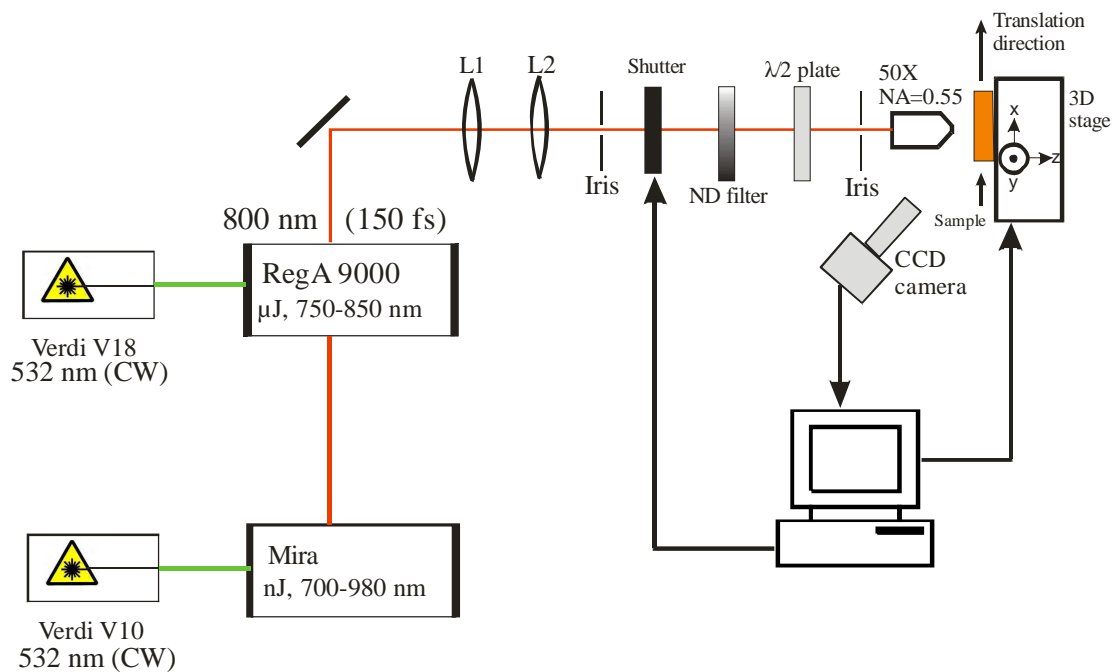 Translation
direction
L1
L2
Shutter
λ/2 plate
50X
NA=0.55
3D
stage
x
z
y
Iris
ND filter
Iris
Sample
800 nm (150 fs)
CCD
camera
RegA 9000
µJ, 750-850 nm
Verdi V18
532 nm (CW)
Mira
nJ, 700-980 nm
Verdi V10
532 nm (CW)